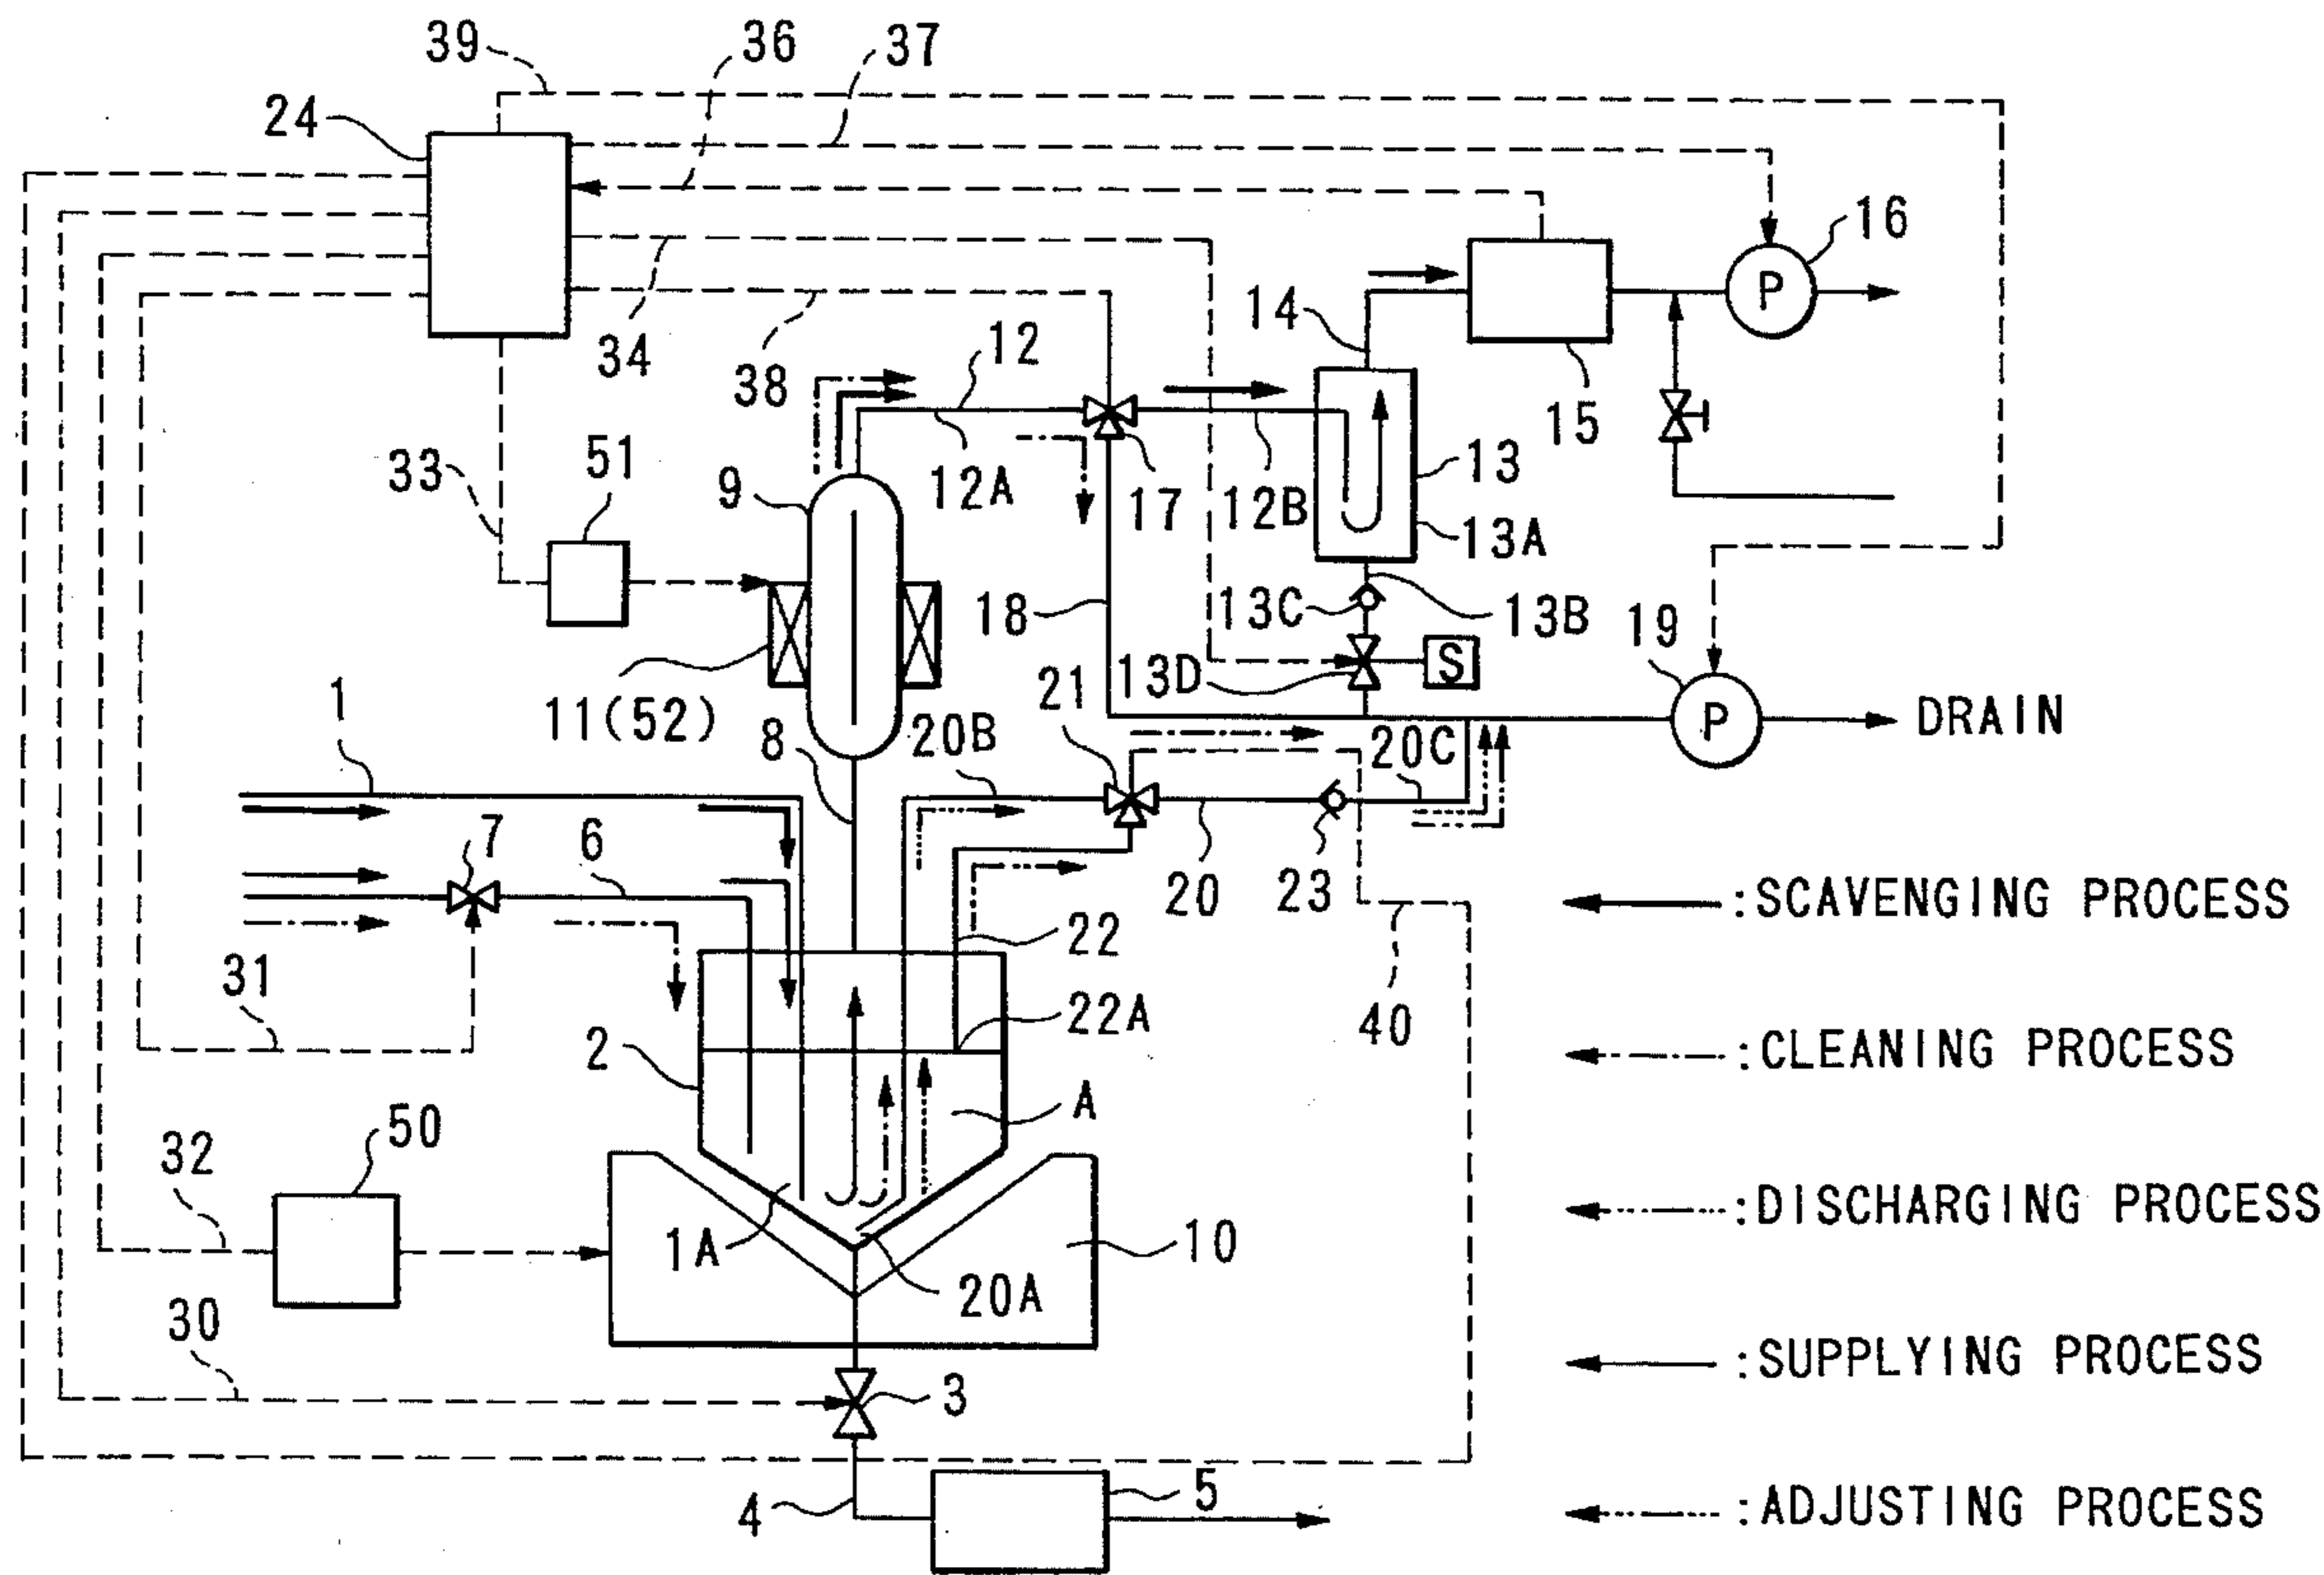 39
36
37
24
16
34
38
12
14
15
33
51
9
12A
17
12B
13
13A
18
13C
13B
19
13D
S
P
P
DRAIN
1
11(52)
8
20B
21
20C
7
6
20
23
22
22A
40
31
2
A
32
50
1A
20A
10
30
3
4
5
:SCAVENGING PROCESS
:CLEANING PROCESS
:DISCHARGING PROCESS
:SUPPLYING PROCESS
:ADJUSTING PROCESS